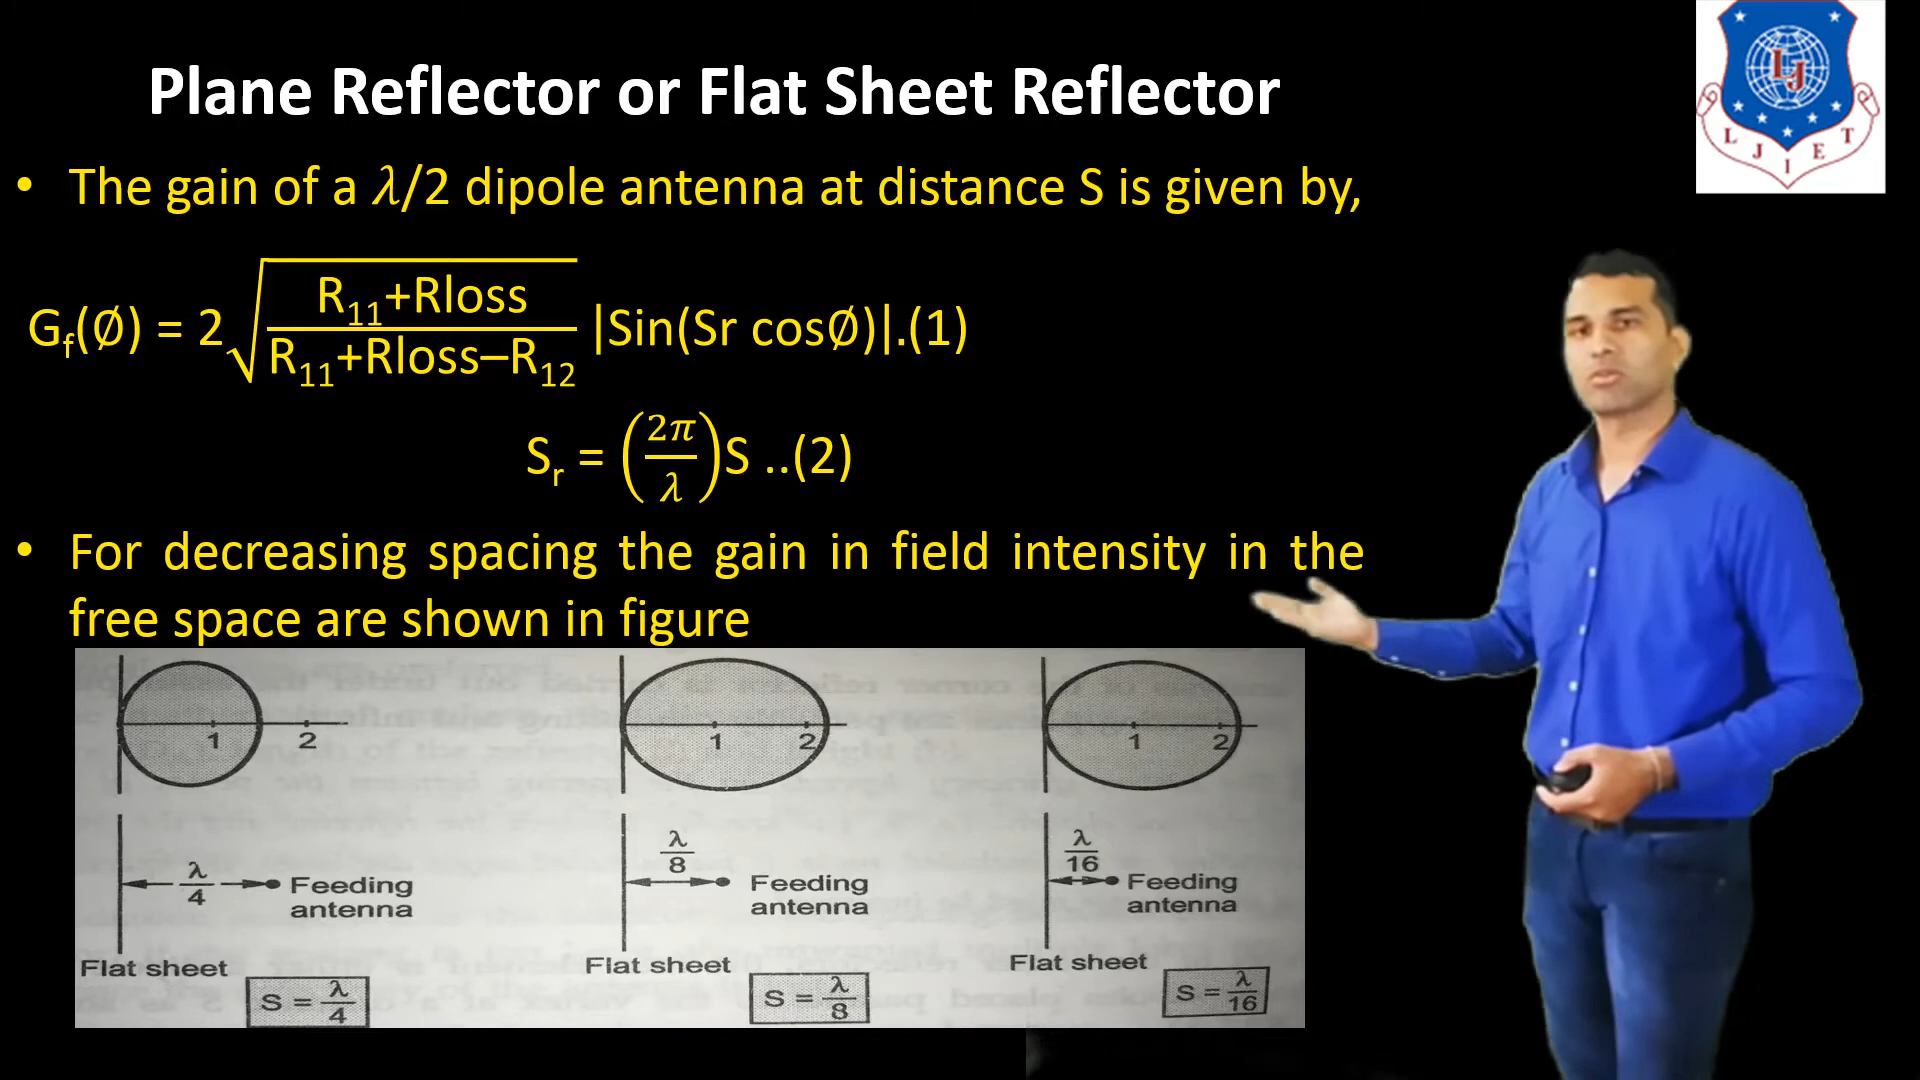 Plane Reflector or Flat Sheet Reflector
L J I E T
LJ
• The gain of a 𝜆/2 dipole antenna at distance S is given by,
G_f(∅) = 2√((R₁₁+Rloss)/(R₁₁+Rloss–R₁₂)) |Sin(Sr cos∅)|.(1)
S_r = (2𝜋/𝜆)S ..(2)
• For decreasing spacing the gain in field intensity in the
free space are shown in figure
1 2
1 2
1 2
λ/4 Feeding
antenna
λ/8 Feeding
antenna
λ/16 Feeding
antenna
Flat sheet
Flat sheet
Flat sheet
S = λ/4
S = λ/8
S = λ/16